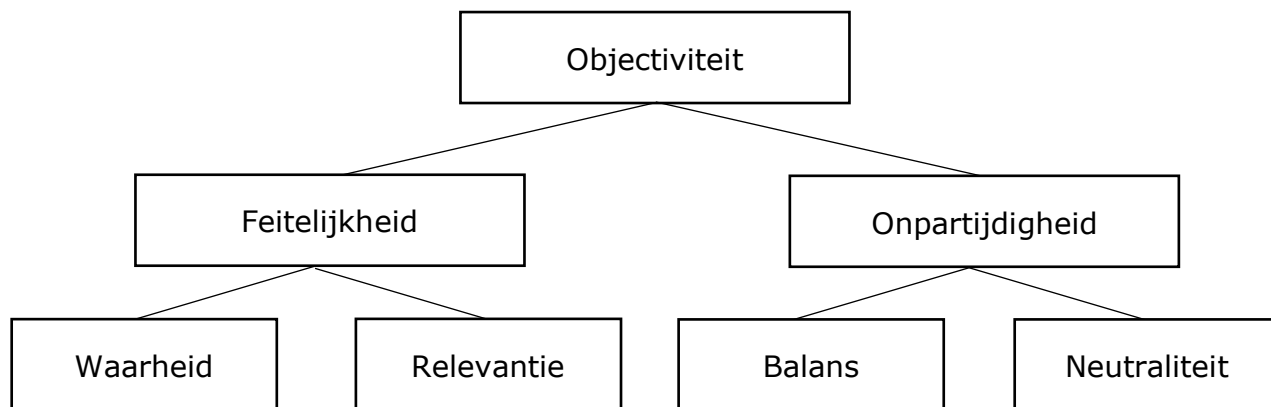 Objectiviteit
Feitelijkheid
Onpartijdigheid
Waarheid
Relevantie
Balans
Neutraliteit